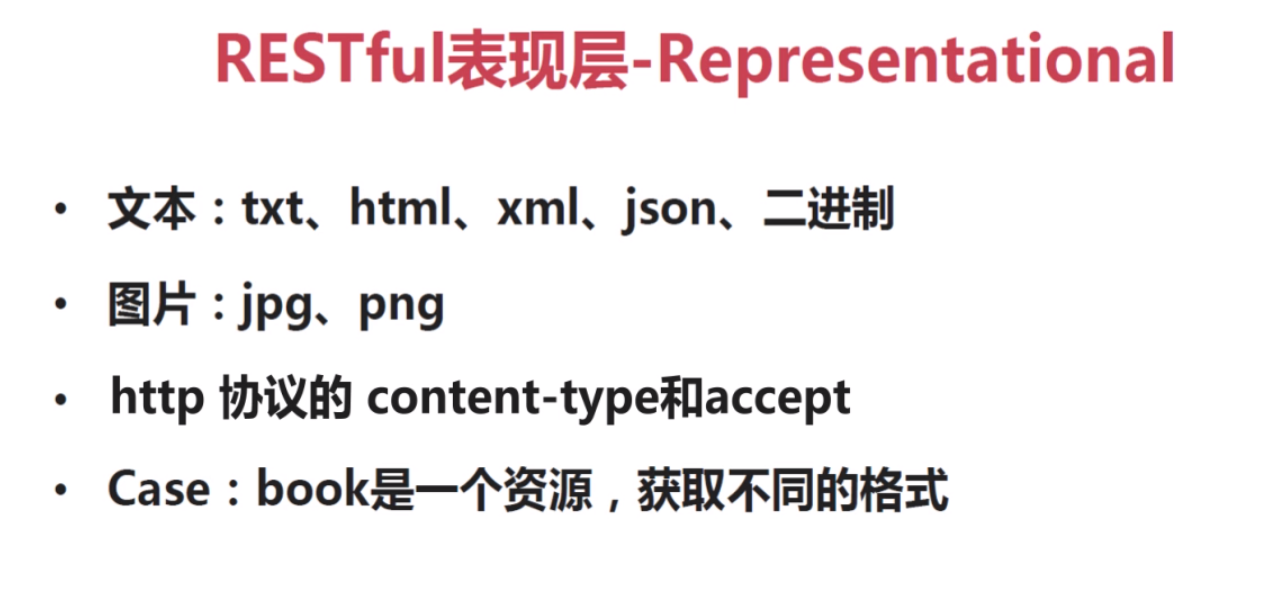 RESTful表现层-Representational
• 文本：txt、html、xml、json、二进制
• 图片：jpg、png
• http 协议的 content-type和accept
• Case：book是一个资源，获取不同的格式